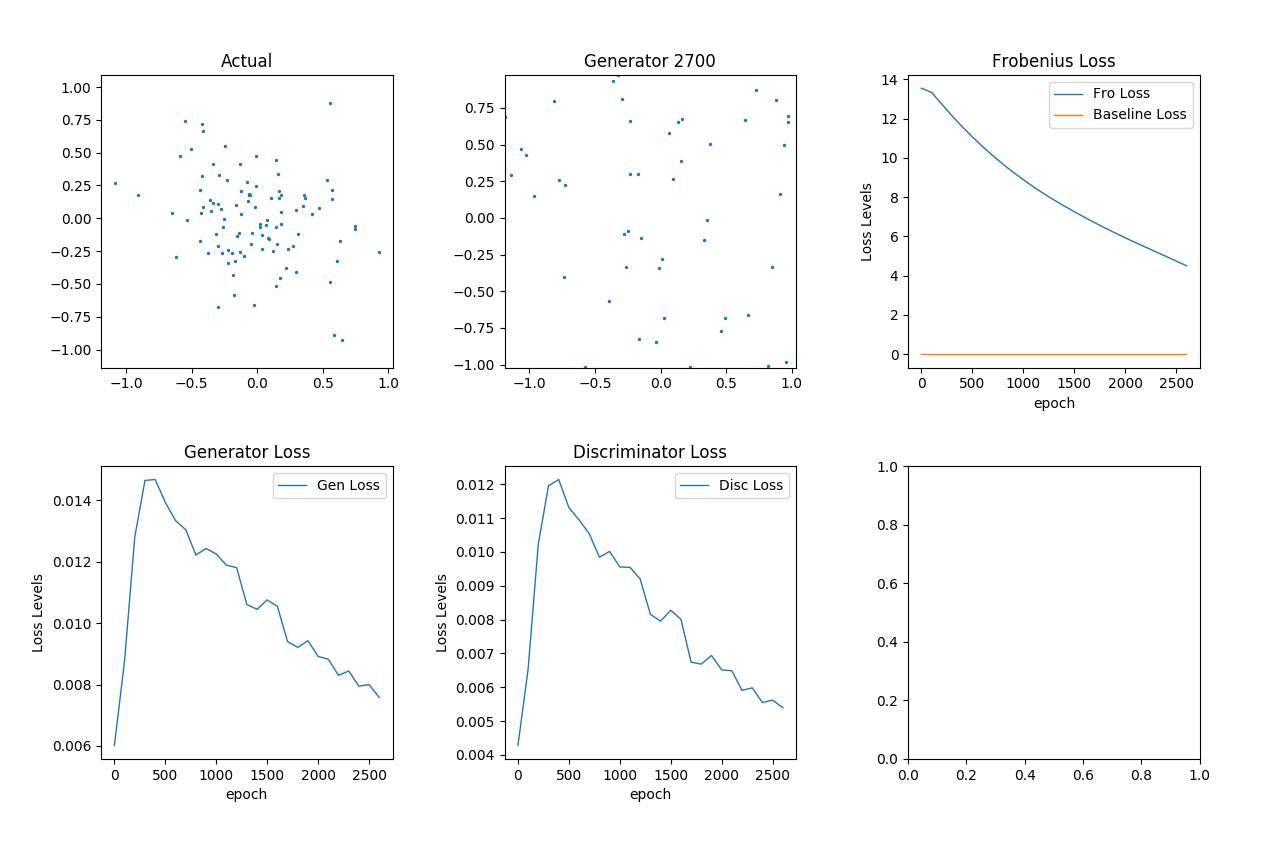 Actual
1.00
0.75
0.50
0.25
0.00
−0.25
−0.50
−0.75
−1.00
−1.0 −0.5 0.0 0.5 1.0
Generator 2700
0.75
0.50
0.25
0.00
−0.25
−0.50
−0.75
−1.00
−1.0 −0.5 0.0 0.5 1.0
Frobenius Loss
Fro Loss
Baseline Loss
Loss Levels
14
12
10
8
6
4
2
0
0 500 1000 1500 2000 2500
epoch
Generator Loss
Gen Loss
Loss Levels
0.014
0.012
0.010
0.008
0.006
0 500 1000 1500 2000 2500
epoch
Discriminator Loss
Disc Loss
Loss Levels
0.012
0.011
0.010
0.009
0.008
0.007
0.006
0.005
0.004
0 500 1000 1500 2000 2500
epoch
1.0
0.8
0.6
0.4
0.2
0.0
0.0 0.2 0.4 0.6 0.8 1.0